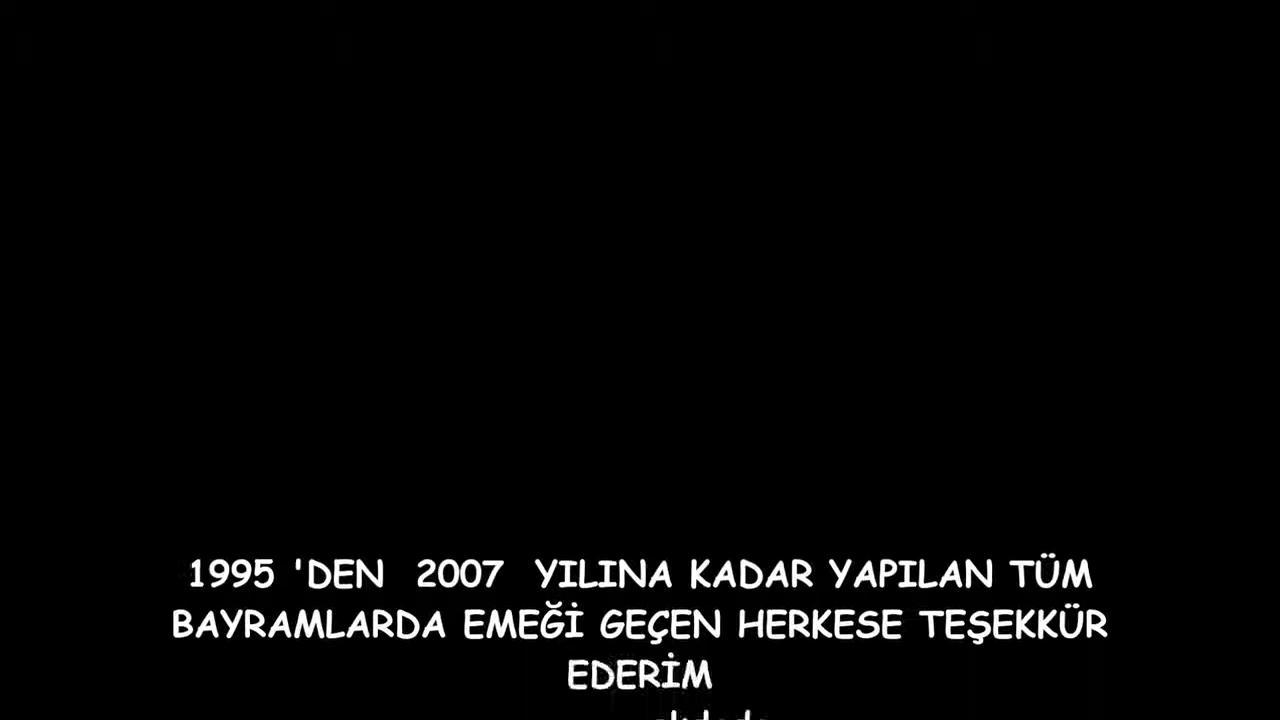 1995 'DEN 2007 YILINA KADAR YAPILAN TÜM
BAYRAMLARDA EMEĞİ GEÇEN HERKESE TEŞEKKÜR
EDERİM